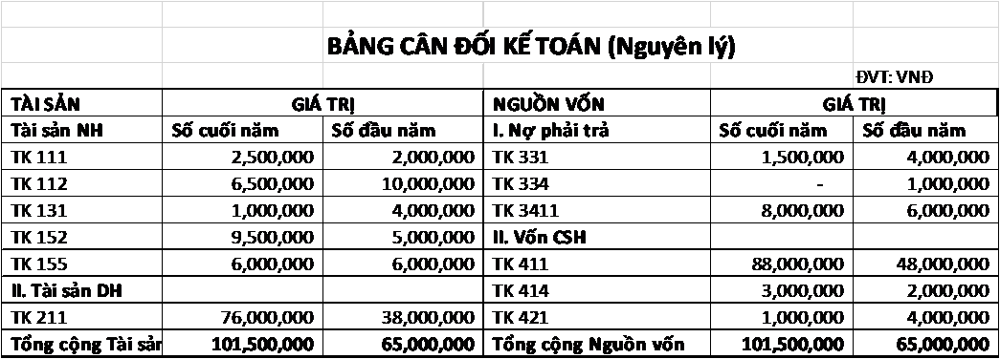 BẢNG CÂN ĐỐI KẾ TOÁN (Nguyên lý)
ĐVT: VNĐ
TÀI SẢN GIÁ TRỊ NGUỒN VỐN GIÁ TRỊ
Tài sản NH Số cuối năm Số đầu năm I. Nợ phải trả Số cuối năm Số đầu năm
TK 111 2,500,000 2,000,000 TK 331 1,500,000 4,000,000
TK 112 6,500,000 10,000,000 TK 334 - 1,000,000
TK 131 1,000,000 4,000,000 TK 3411 8,000,000 6,000,000
TK 152 9,500,000 5,000,000 II. Vốn CSH
TK 155 6,000,000 6,000,000 TK 411 88,000,000 48,000,000
II. Tài sản DH TK 414 3,000,000 2,000,000
TK 211 76,000,000 38,000,000 TK 421 1,000,000 4,000,000
Tổng cộng Tài sản 101,500,000 65,000,000 Tổng cộng Nguồn vốn 101,500,000 65,000,000